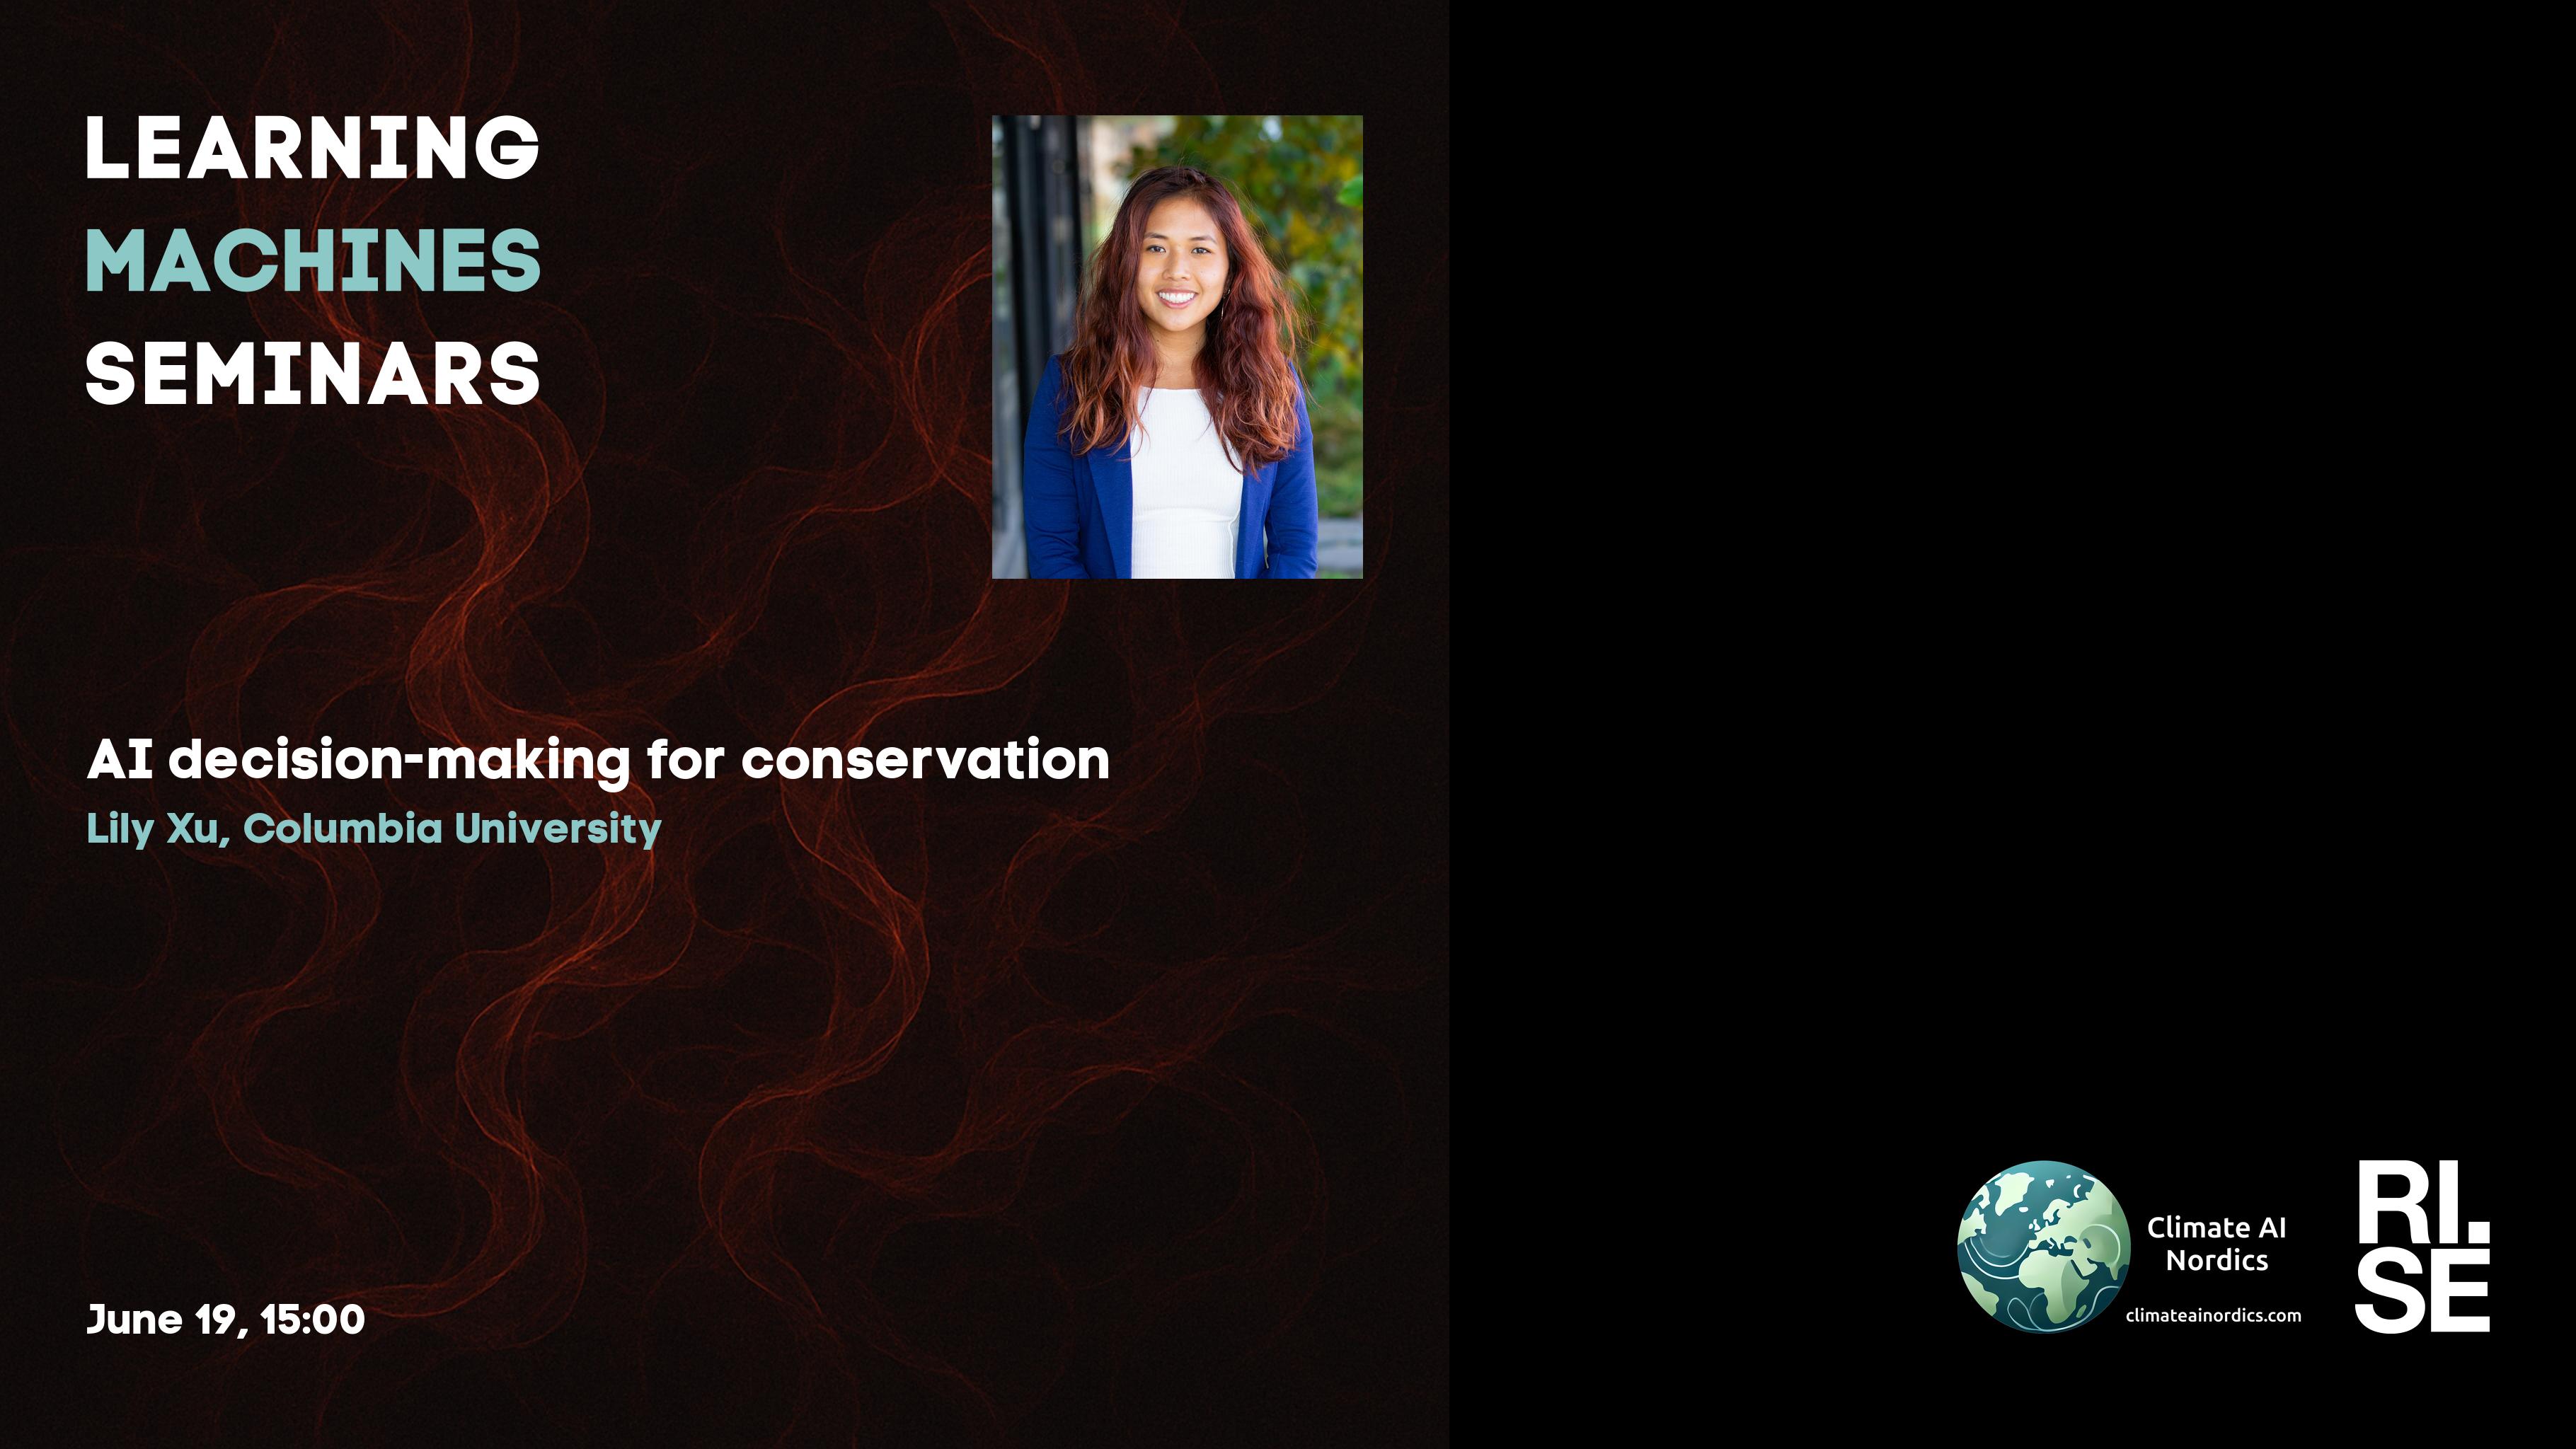 LEARNING
MACHINES
SEMINARS
AI decision-making for conservation
Lily Xu, Columbia University
June 19, 15:00
Climate AI
Nordics
climateainordics.com
RI.
SE